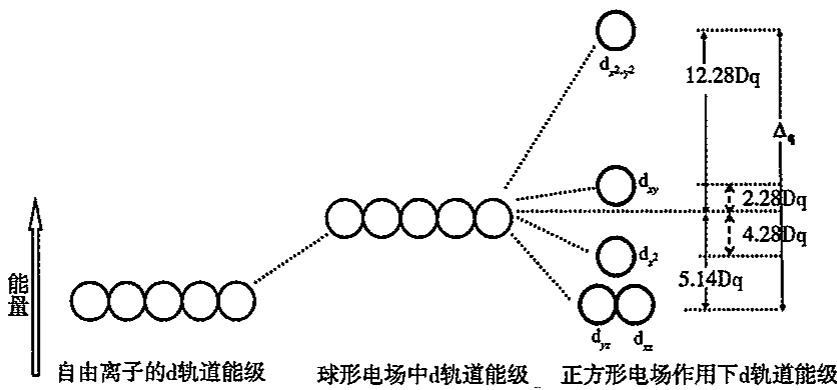 d_{x²-y²}
12.28Dq
Δ_q
d_{xy}
2.28Dq
4.28Dq
d_{z²}
5.14Dq
能量
d_{yz}
d_{xz}
自由离子的d轨道能级
球形电场中d轨道能级
正方形电场作用下d轨道能级